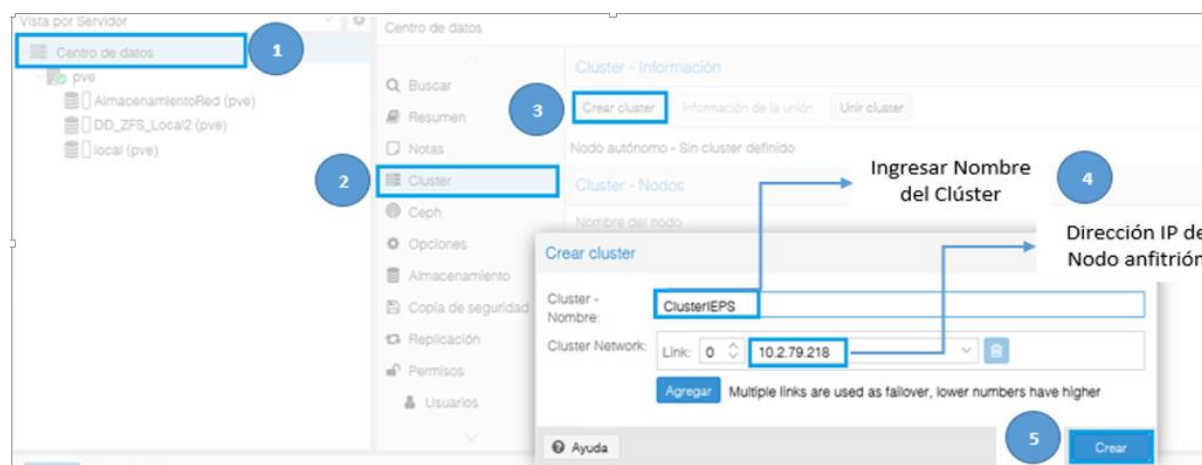 Vista por Servidor
Centro de datos
1
pve
AlmacenamientoRed (pve)
DD_ZFS_Local2 (pve)
local (pve)
Centro de datos
Buscar
Resumen
Notas
2
Cluster
Ceph
Opciones
Almacenamiento
Copia de seguridad
Replicación
Permisos
Usuarios
Cluster - Información
3
Crear cluster Información de la unión Unir cluster
Nodo autónomo - Sin cluster definido
Cluster - Nodos
Nombre del nodo
Ingresar Nombre
del Clúster
4
Dirección IP de
Nodo anfitrión
Crear cluster
Cluster -
Nombre:
ClusterIEPS
Cluster Network:
Link: 0 10.2.79.218
Agregar Multiple links are used as failover, lower numbers have higher
Ayuda
5
Crear